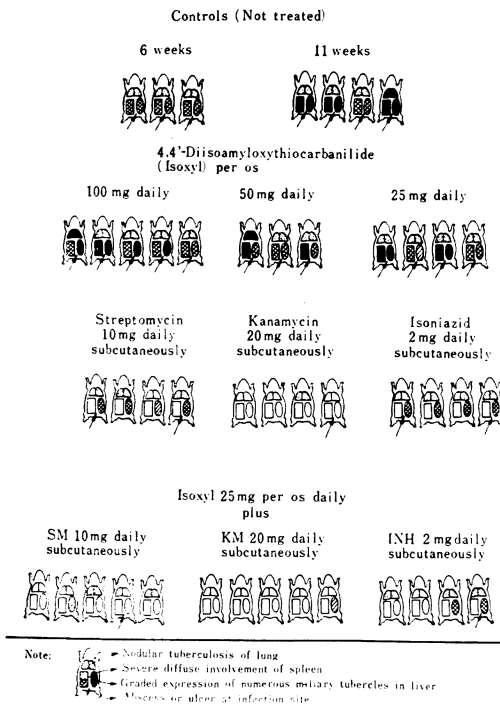 Controls (Not treated)
6 weeks
11 weeks
4,4'-Diisoamyloxythiocarbanilide
(Isoxyl) per os
100 mg daily
50 mg daily
25 mg daily
Streptomycin
10 mg daily
subcutaneously
Kanamycin
20 mg daily
subcutaneously
Isoniazid
2 mg daily
subcutaneously
Isoxyl 25 mg per os daily
plus
SM 10 mg daily
subcutaneously
KM 20 mg daily
subcutaneously
INH 2 mg daily
subcutaneously
Note:
Nodular tuberculosis of lung
Severe diffuse involvement of spleen
Graded expression of numerous miliary tubercles in liver
Abscess or ulcer at infection site